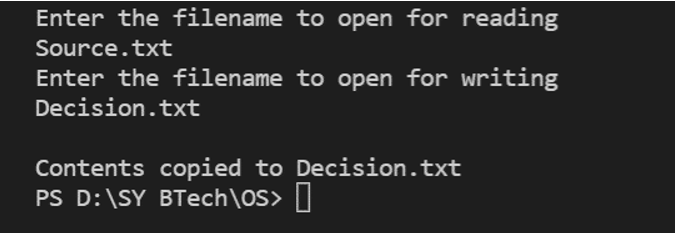 Enter the filename to open for reading
Source.txt
Enter the filename to open for writing
Decision.txt
Contents copied to Decision.txt
PS D:\SY BTech\OS>